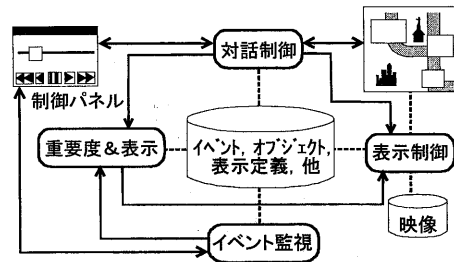 対話制御
制御パネル
重要度&表示
イベント, オブジェクト,
表示定義, 他
表示制御
映像
イベント監視